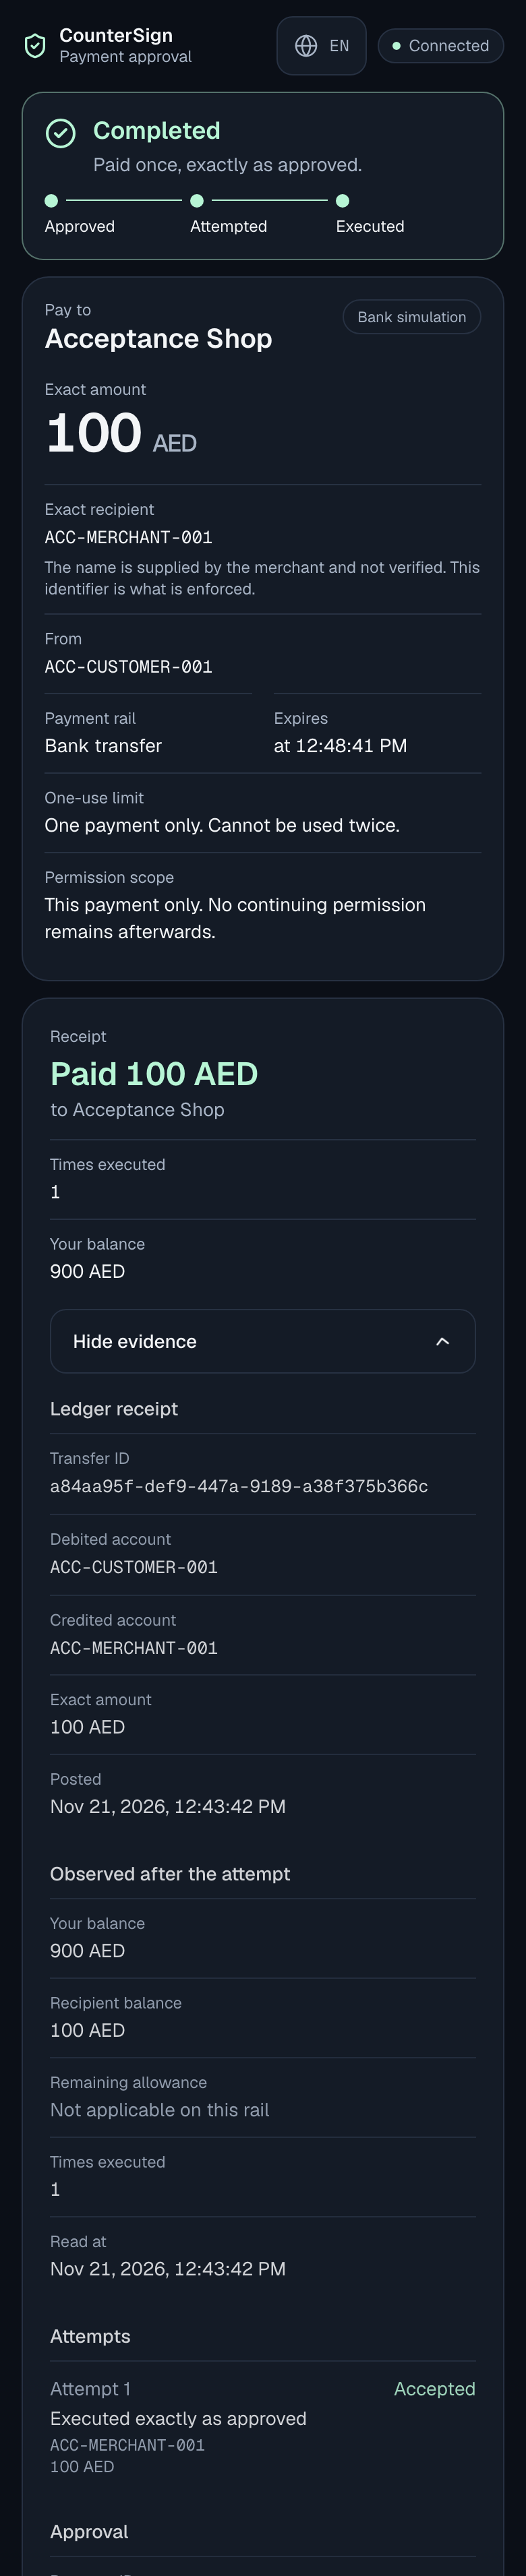 CounterSign
Payment approval
EN
Connected
Completed
Paid once, exactly as approved.
Approved
Attempted
Executed
Pay to
Bank simulation
Acceptance Shop
Exact amount
100 AED
Exact recipient
ACC-MERCHANT-001
The name is supplied by the merchant and not verified. This
identifier is what is enforced.
From
ACC-CUSTOMER-001
Payment rail
Bank transfer
Expires
at 12:48:41 PM
One-use limit
One payment only. Cannot be used twice.
Permission scope
This payment only. No continuing permission
remains afterwards.
Receipt
Paid 100 AED
to Acceptance Shop
Times executed
1
Your balance
900 AED
Hide evidence
Ledger receipt
Transfer ID
a84aa95f-def9-447a-9189-a38f375b366c
Debited account
ACC-CUSTOMER-001
Credited account
ACC-MERCHANT-001
Exact amount
100 AED
Posted
Nov 21, 2026, 12:43:42 PM
Observed after the attempt
Your balance
900 AED
Recipient balance
100 AED
Remaining allowance
Not applicable on this rail
Times executed
1
Read at
Nov 21, 2026, 12:43:42 PM
Attempts
Attempt 1
Accepted
Executed exactly as approved
ACC-MERCHANT-001
100 AED
Approval